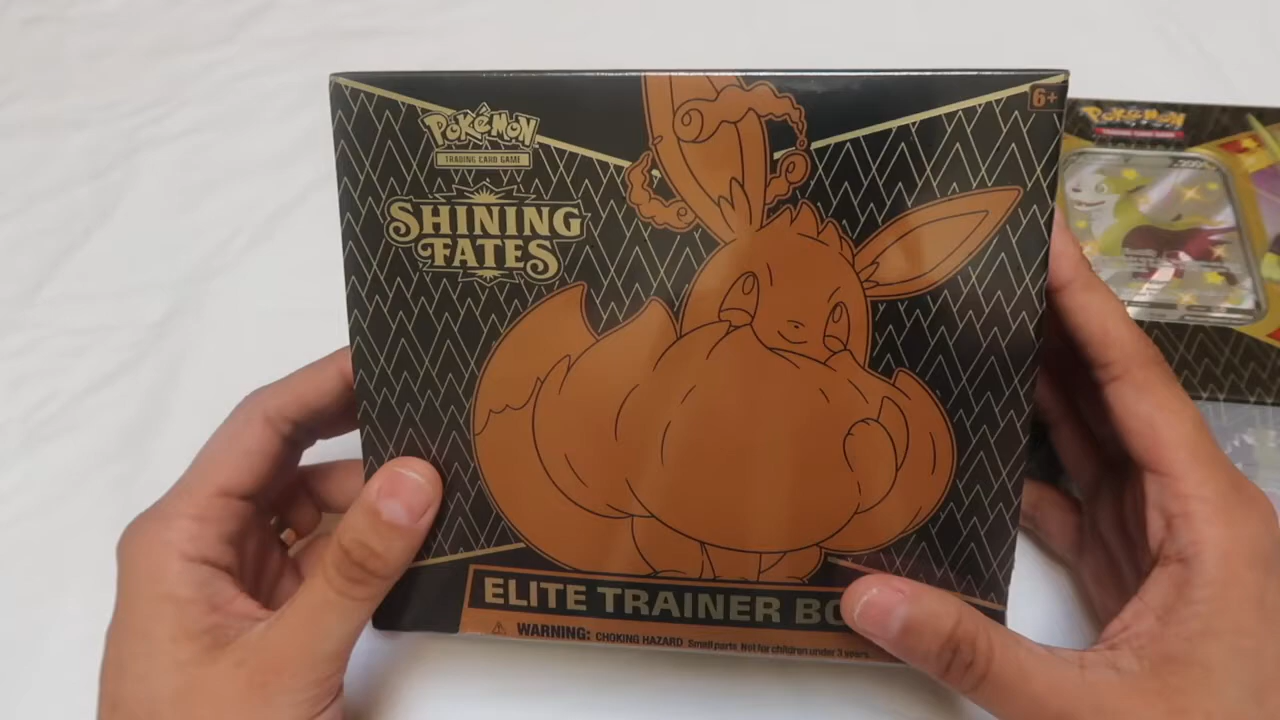 POKéMON
TRADING CARD GAME
SHINING
FATES
6+
ELITE TRAINER BO
WARNING: CHOKING HAZARD Small parts. Not for children under 3 years.
POKéMON